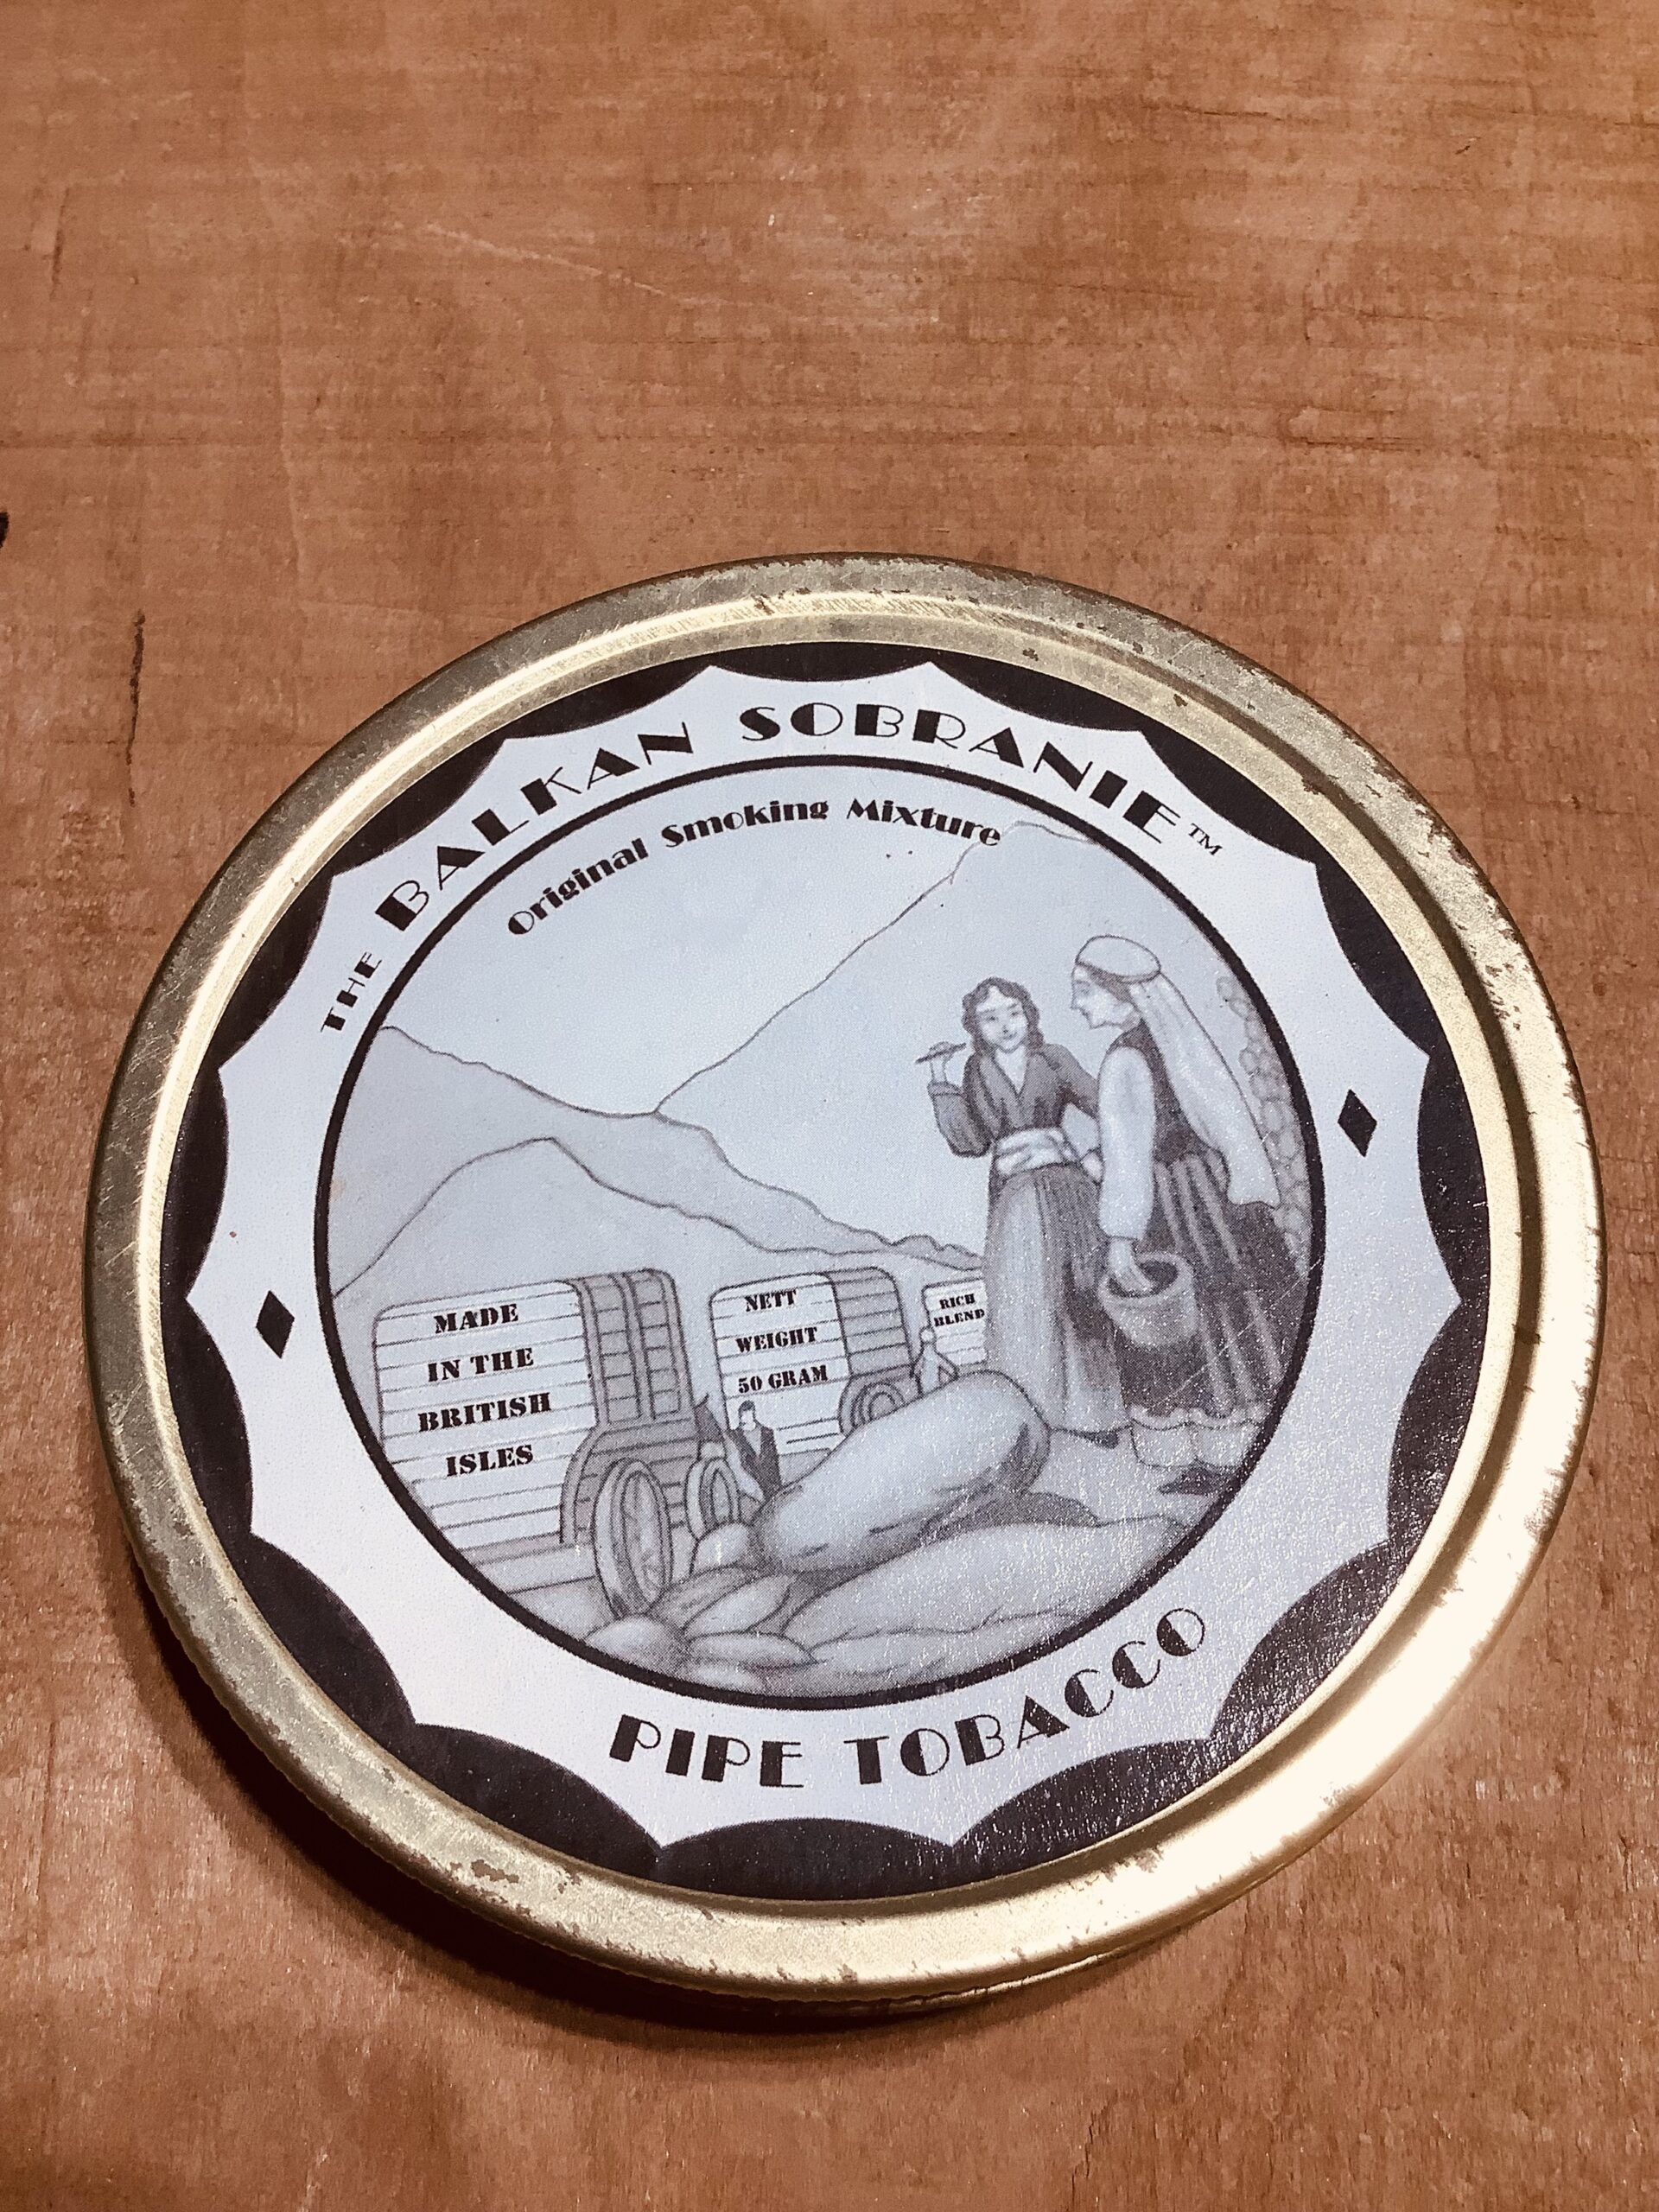 THE BALKAN SOBRANIE™
Original Smoking Mixture
MADE
IN THE
BRITISH
ISLES
NETT
WEIGHT
50 GRAM
RICH
BLEND
PIPE TOBACCO